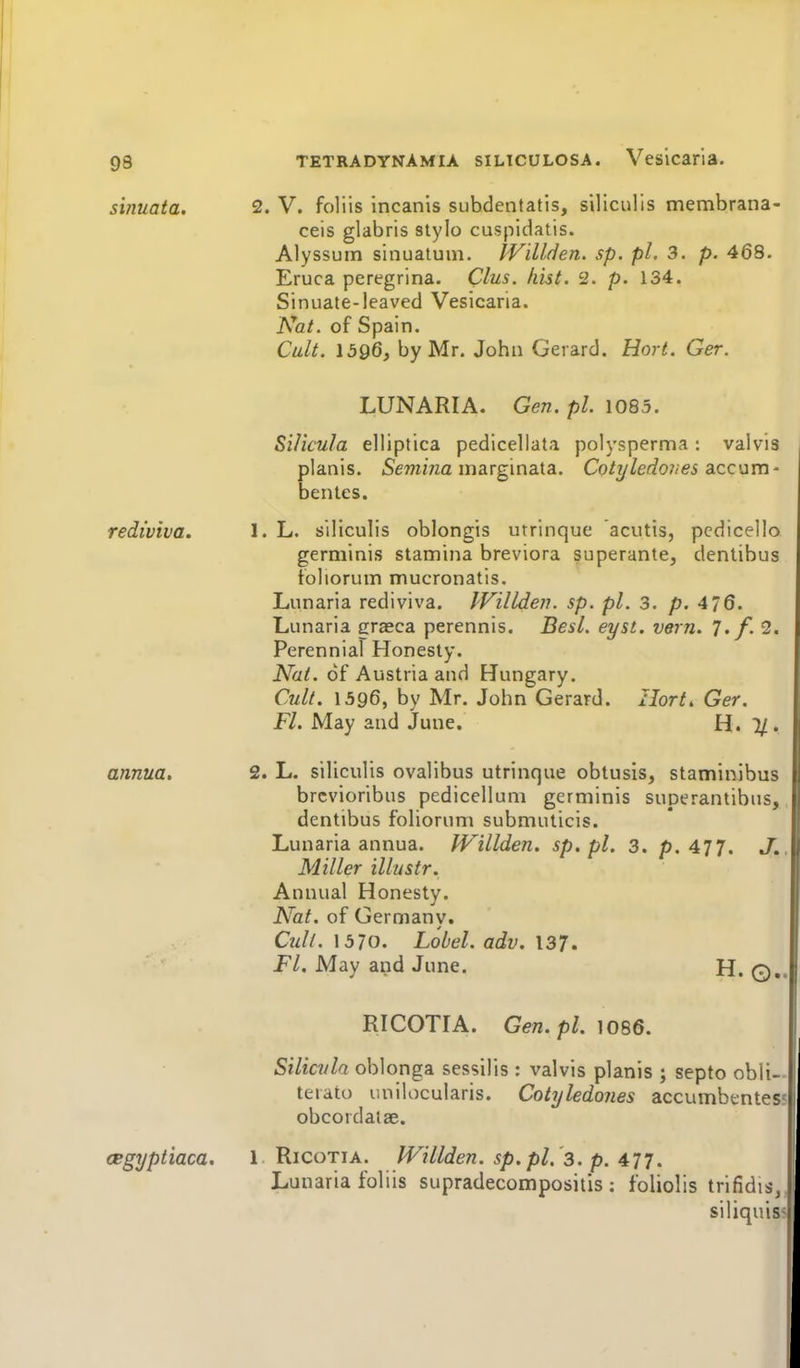 98 TETRADYNAMIA SILICULOSA. Vesicaria.
sinuata. 2. V. foliis incanis subdentatis, siliculis membrana-
ceis glabris stylo cuspidatis.
Alyssum sinuatum. Willden. sp. pl. 3. p. 468.
Eruca peregrina. Clus. hist. 2. p. 134.
Sinuate-leaved Vesicaria.
Nat. of Spain.
Cult. 1596, by Mr. John Gerard. Hort. Ger.
LUNARIA. Gen. pl. 1085.
Silicula elliptica pedicellata polysperma: valvis
planis. Semina marginata. Cotyledones accum-
bentes.
rediviva. 1. L. siliculis oblongis utrinque acutis, pedicello
germinis stamina breviora superante, dentibus
foliorum mucronatis.
Lunaria rediviva. Willden. sp. pl. 3. p. 476.
Lunaria græca perennis. Besl. eyst. vern. 7. f. 2.
Perennial Honesty.
Nat. of Austria and Hungary.
Cult. 1596, by Mr. John Gerard. Hort. Ger.
Fl. May and June. H. ♃.
annua. 2. L. siliculis ovalibus utrinque obtusis, staminibus
brevioribus pedicellum germinis superantibus,
dentibus foliorum submuticis.
Lunaria annua. Willden. sp. pl. 3. p. 477. J.
Miller illustr.
Annual Honesty.
Nat. of Germany.
Cult. 1570. Lobel. adv. 137.
Fl. May and June. H. ☉.
RICOTIA. Gen. pl. 1086.
Silicula oblonga sessilis: valvis planis; septo obli-
terato unilocularis. Cotyledones accumbentes
obcordatæ.
ægyptiaca. 1 RICOTIA. Willden. sp. pl. 3. p. 477.
Lunaria foliis supradecompositis: foliolis trifidis,
siliquis